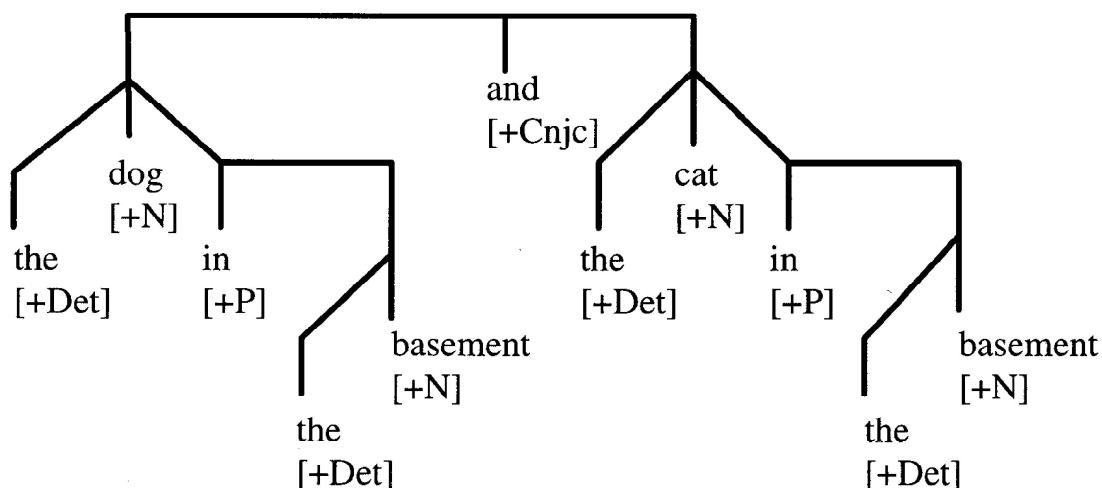 and
[+Cnjc]
dog
[+N]
cat
[+N]
the
[+Det]
in
[+P]
the
[+Det]
in
[+P]
basement
[+N]
basement
[+N]
the
[+Det]
the
[+Det]